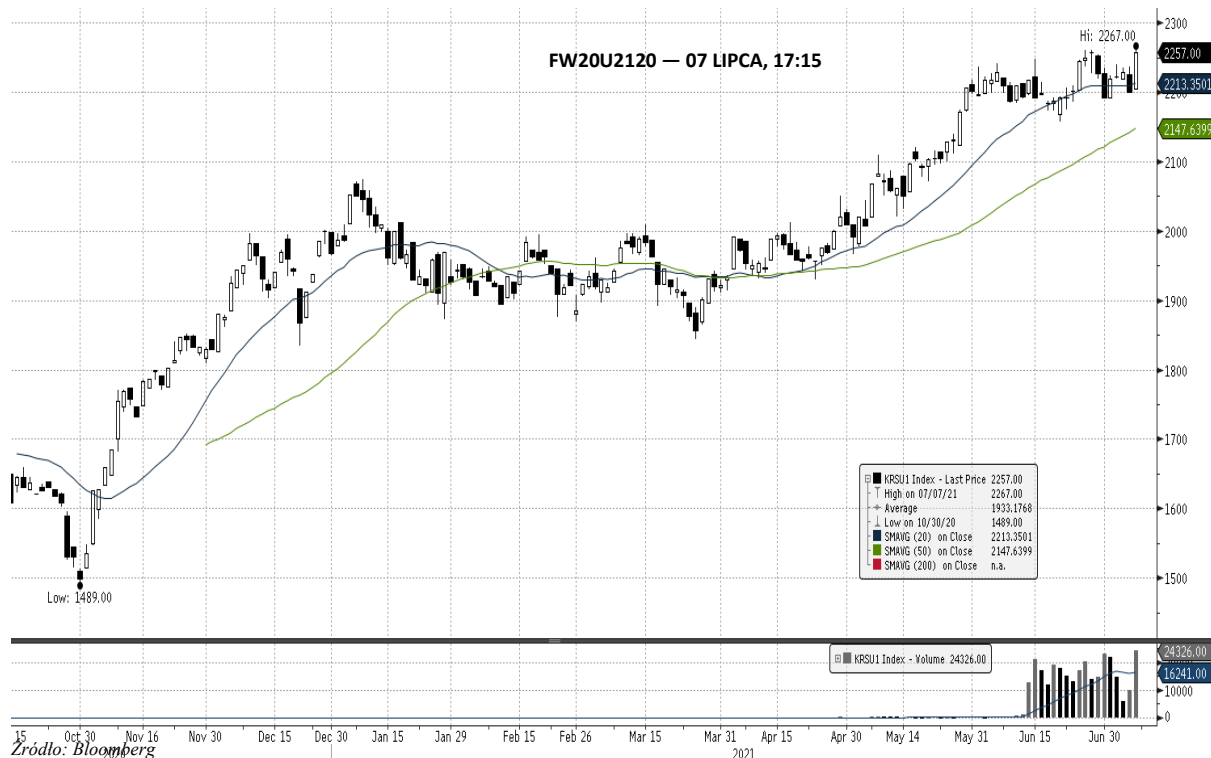 2300
Hi: 2267.00
FW20U2120 — 07 LIPCA, 17:15
2257.00
2213.3501
2200
2147.6399
2100
2000
1900
1800
1700
1600
1500
KRSU1 Index - Last Price 2257.00
High on 07/07/21 2267.00
Average 1933.1768
Low on 10/30/20 1489.00
SMAVG (20) on Close 2213.3501
SMAVG (50) on Close 2147.6399
SMAVG (200) on Close n.a.
Low: 1489.00
KRSU1 Index - Volume 24326.00
24326.00
16241.00
10000
0
15 Oct 30 Nov 16 Nov 30 Dec 15 Dec 31 Jan 15 Jan 29 Feb 15 Feb 26 Mar 15 Mar 31 Apr 15 Apr 30 May 14 May 31 Jun 15 Jun 30
Źródło: Bloomberg
2021